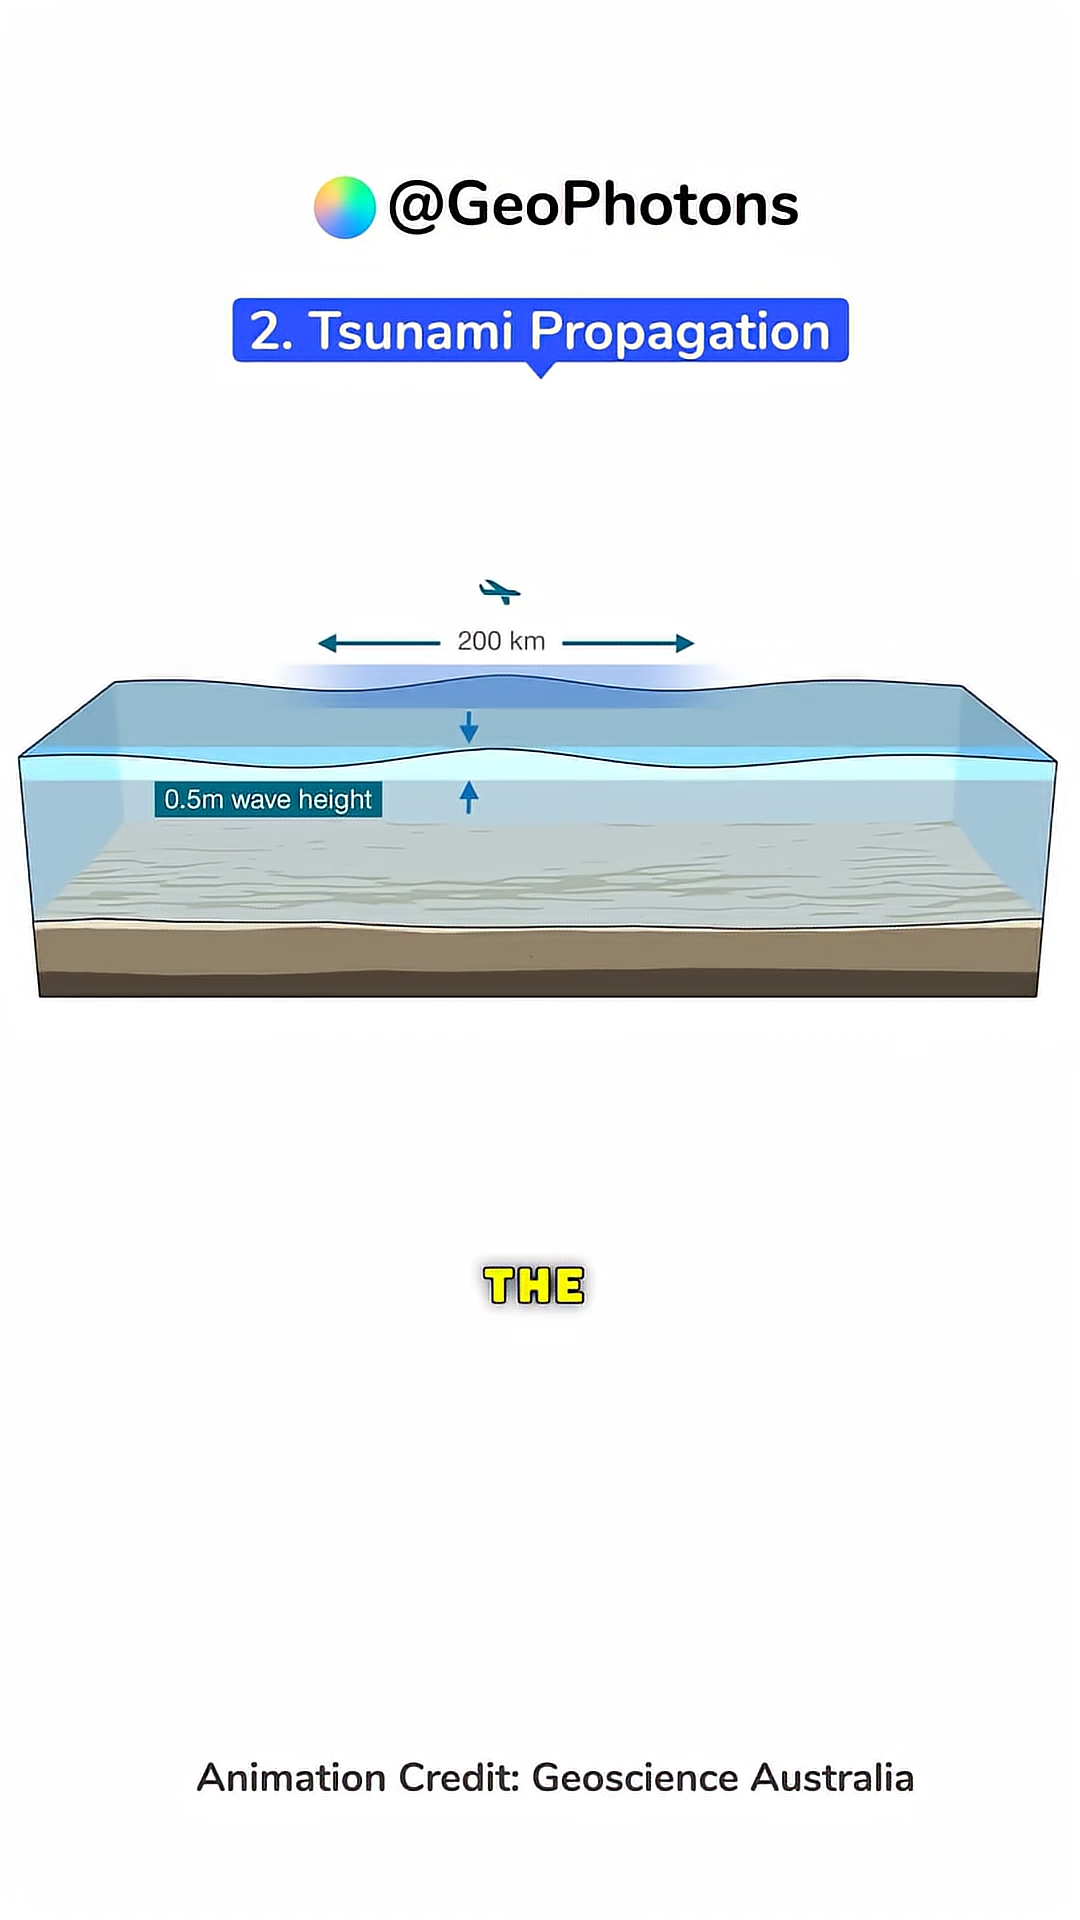 @GeoPhotons
2. Tsunami Propagation
200 km
0.5m wave height
THE
Animation Credit: Geoscience Australia